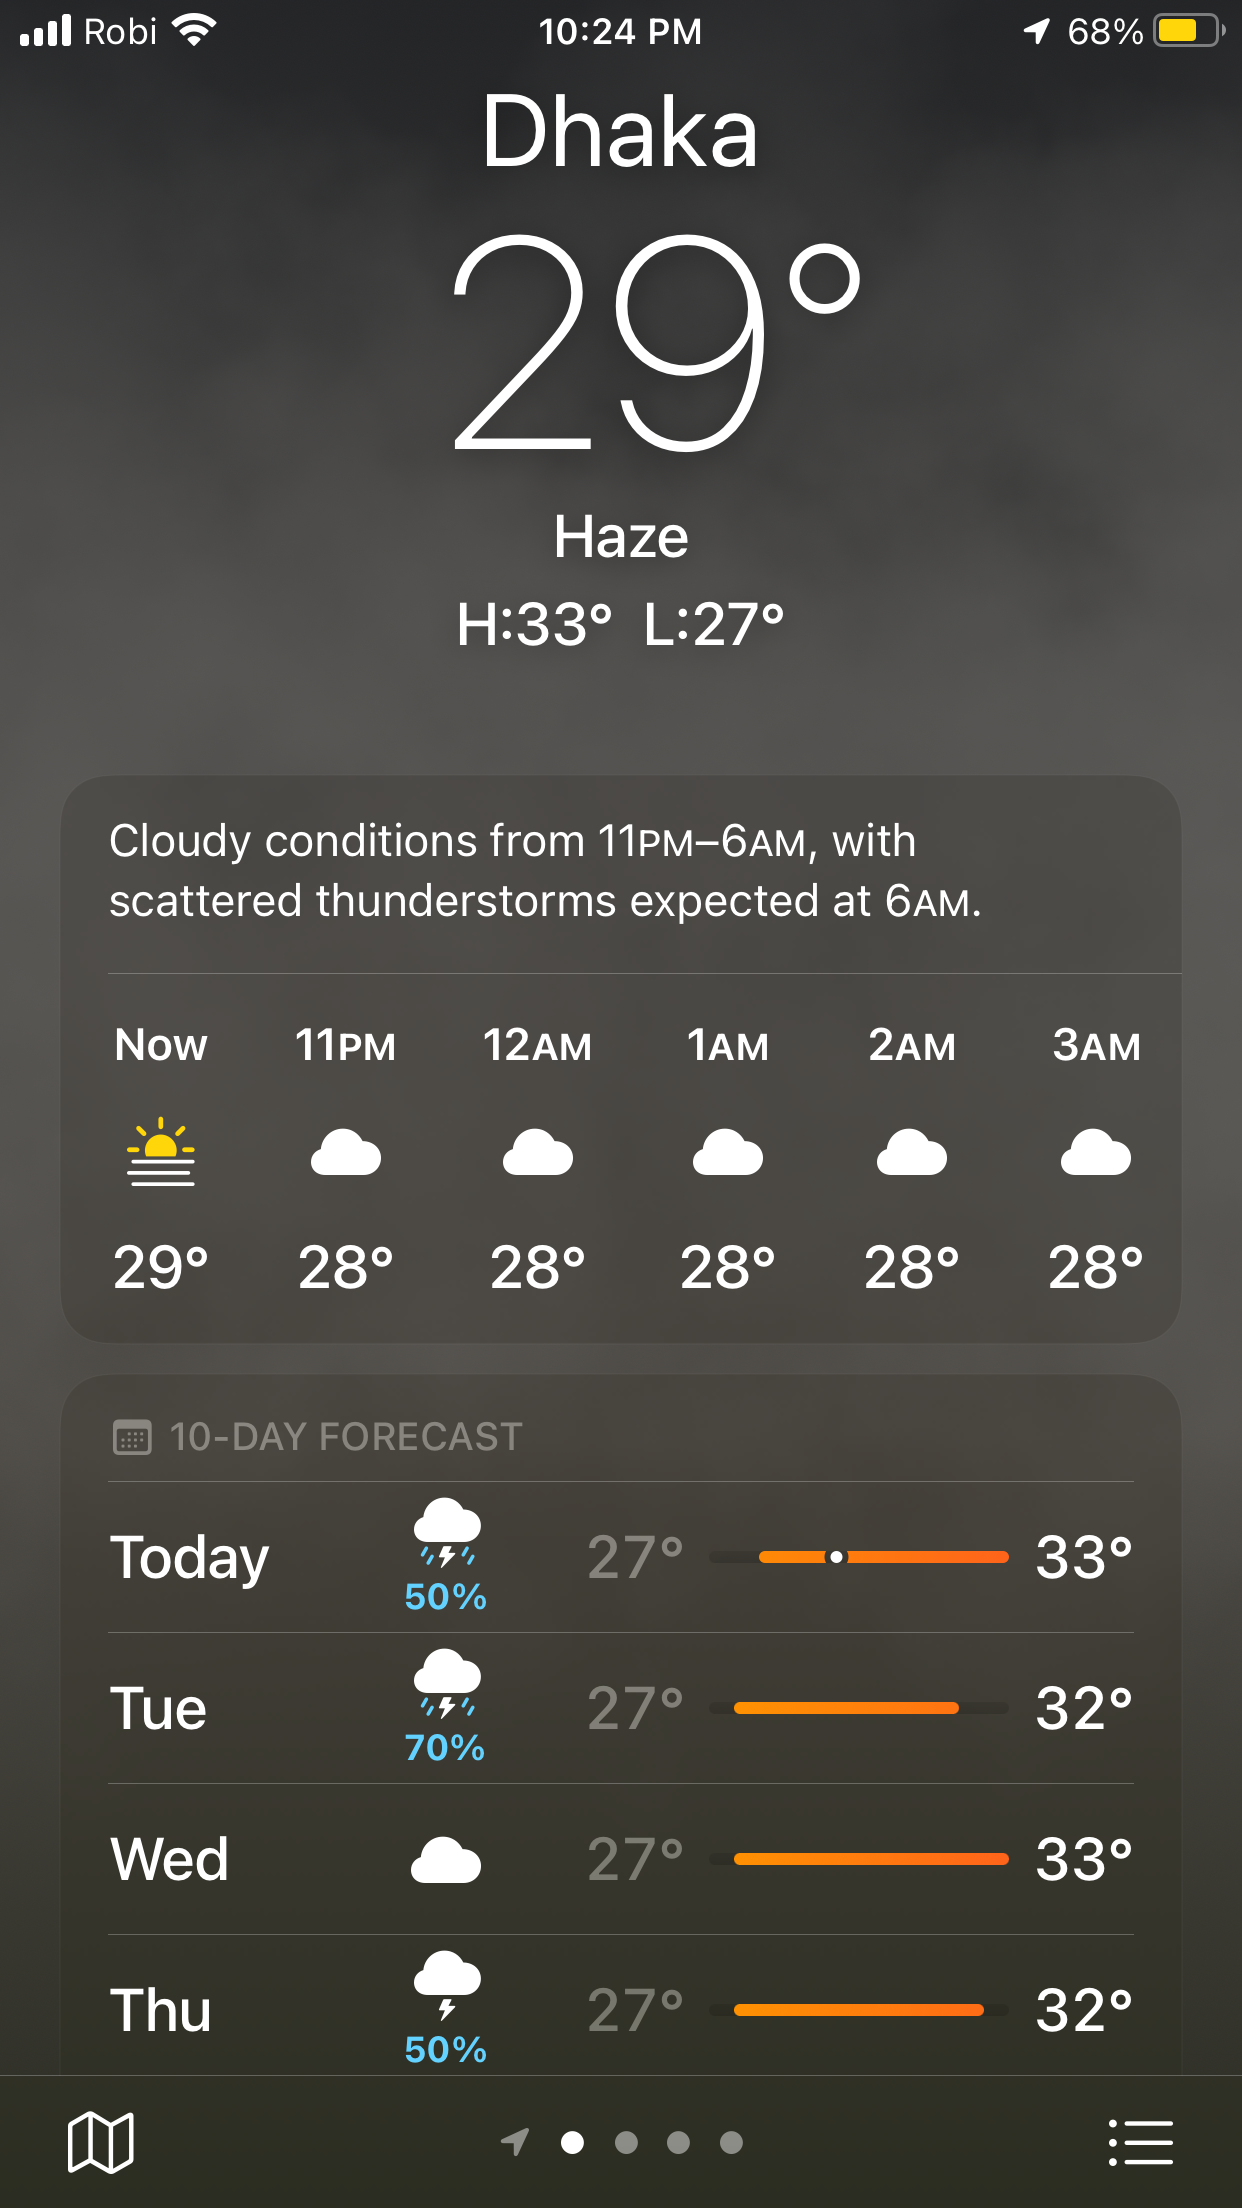 Robi 10:24 PM 68%
Dhaka
29°
Haze
H:33° L:27°
Cloudy conditions from 11PM–6AM, with
scattered thunderstorms expected at 6AM.
Now 11PM 12AM 1AM 2AM 3AM
29° 28° 28° 28° 28° 28°
10-DAY FORECAST
Today 50% 27° 33°
Tue 70% 27° 32°
Wed 27° 33°
Thu 50% 27° 32°